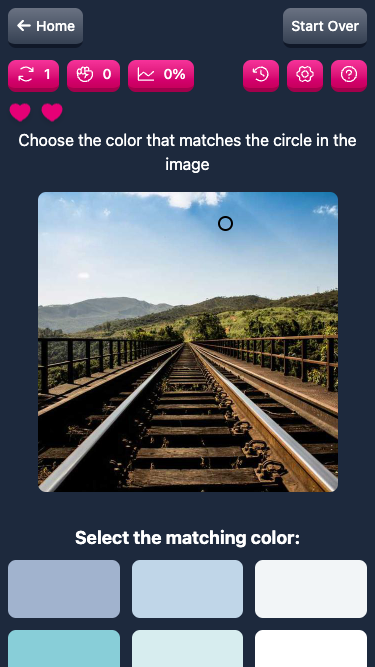 Home
Start Over
1
0
0%
Choose the color that matches the circle in the
image
Select the matching color: